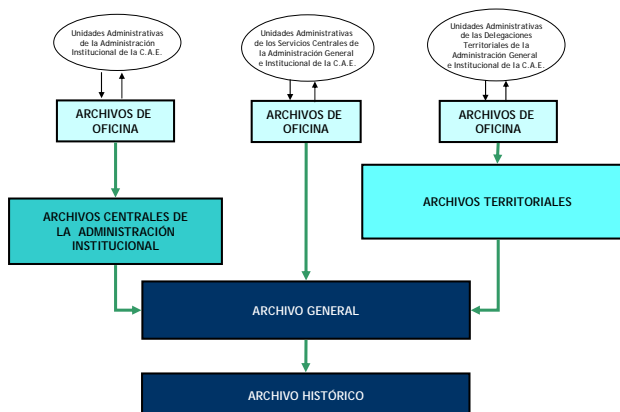 Unidades Administrativas
de la Administración
Institucional de la C.A.E.
Unidades Administrativas
de los Servicios Centrales de
la Administración General
e Institucional de la C.A.E.
Unidades Administrativas
de las Delegaciones
Territoriales de la
Administración General
e Institucional de la C.A.E.
ARCHIVOS DE
OFICINA
ARCHIVOS DE
OFICINA
ARCHIVOS DE
OFICINA
ARCHIVOS CENTRALES DE
LA ADMINISTRACIÓN
INSTITUCIONAL
ARCHIVOS TERRITORIALES
ARCHIVO GENERAL
ARCHIVO HISTÓRICO